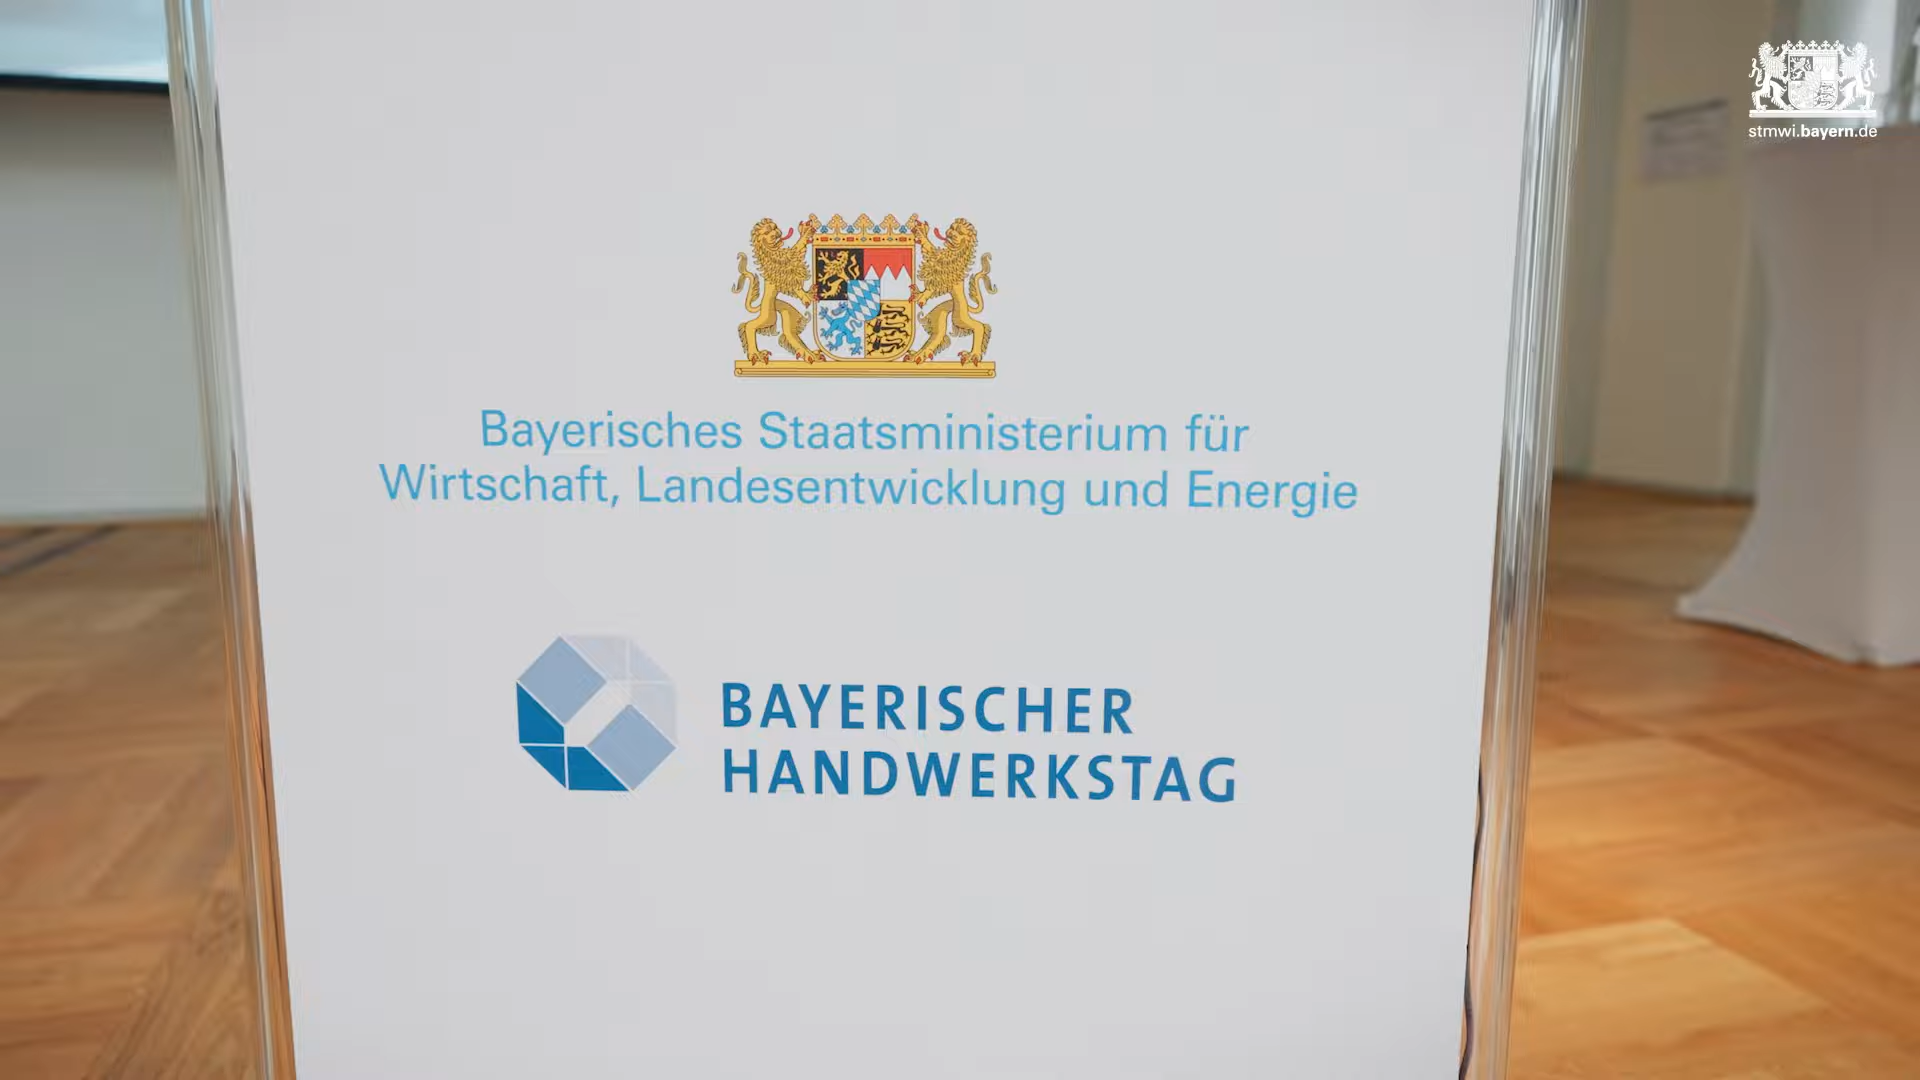 stmwi.bayern.de
Bayerisches Staatsministerium für
Wirtschaft, Landesentwicklung und Energie
BAYERISCHER
HANDWERKSTAG